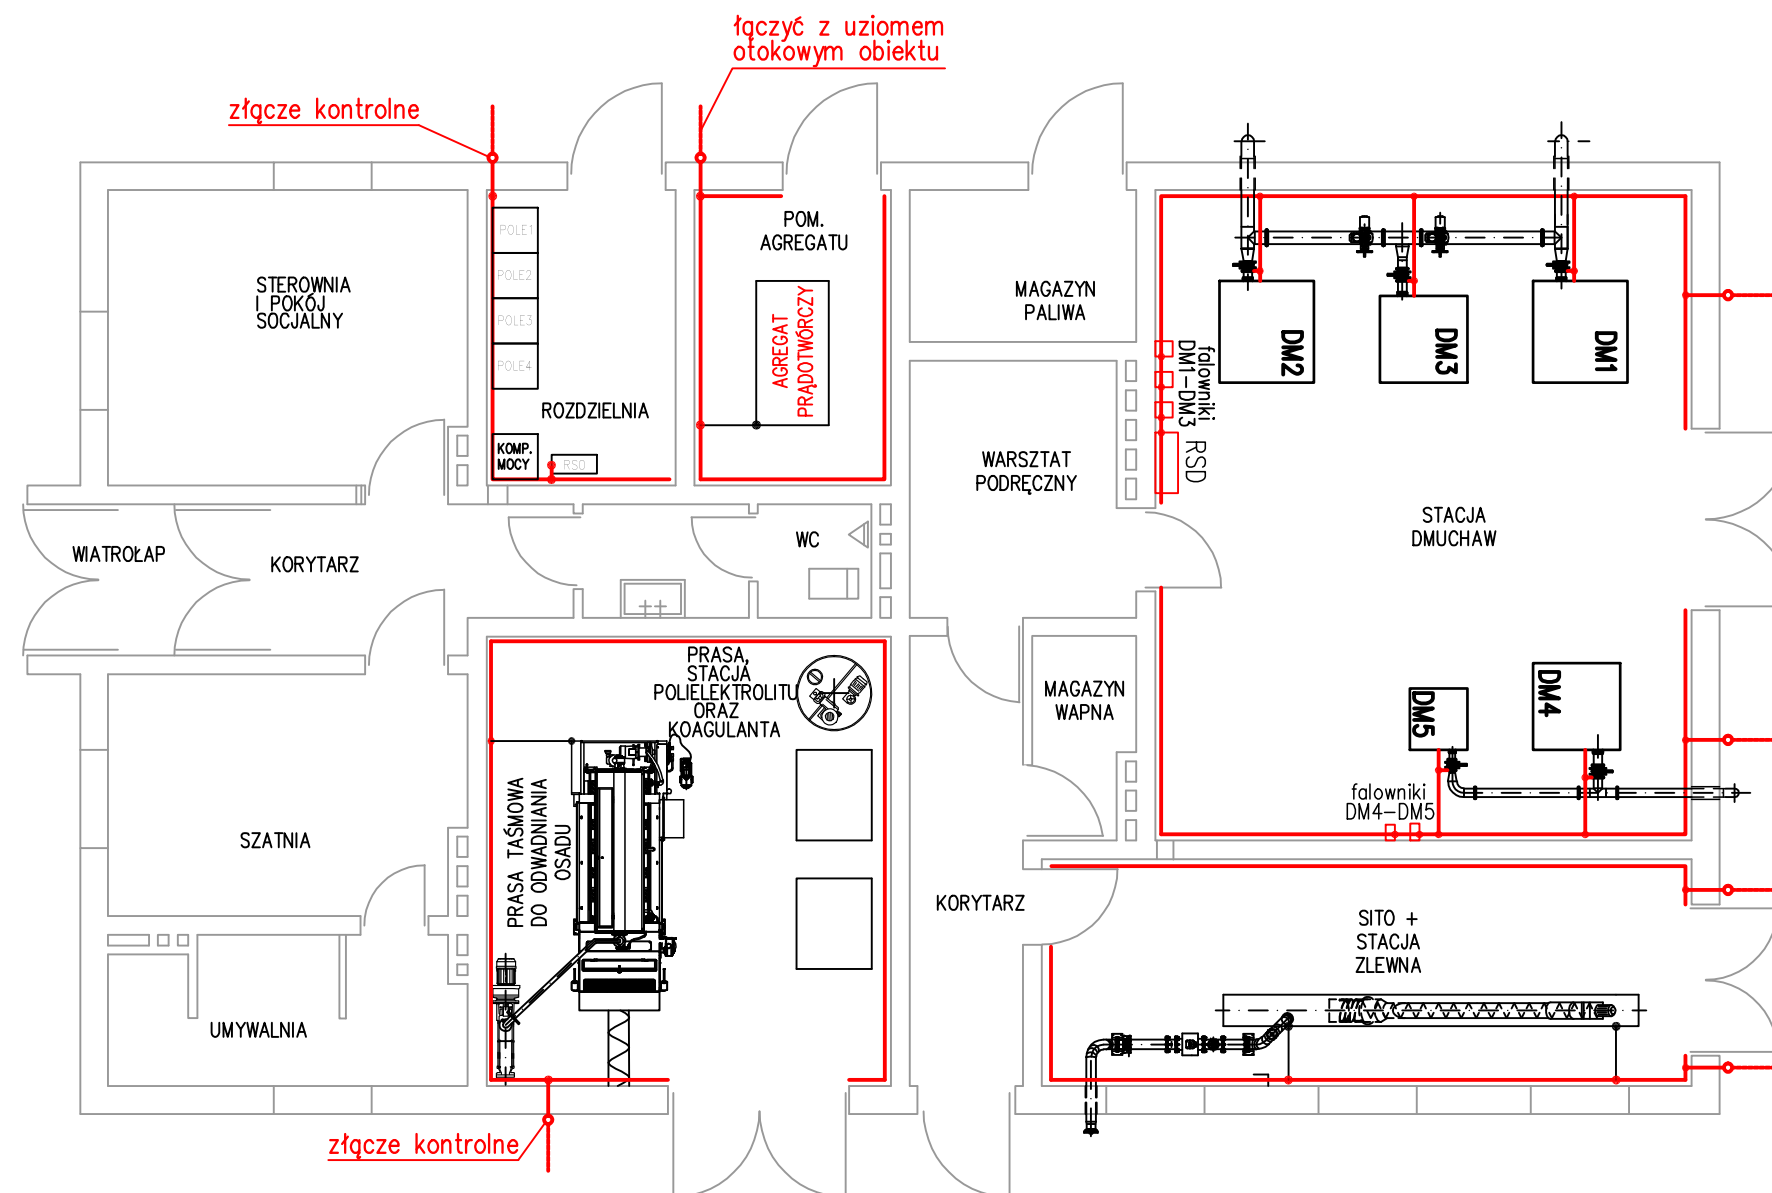 łączyć z uziomem
otokowym obiektu
złącze kontrolne
STEROWNIA
I POKÓJ
SOCJALNY
POLE1
POLE2
POLE3
POLE4
KOMP.
MOCY
RSO
ROZDZIELNIA
POM.
AGREGATU
AGREGAT
PRĄDOTWÓRCZY
MAGAZYN
PALIWA
WARSZTAT
PODRĘCZNY
falowniki
DM1-DM3
RSD
DM2
DM3
DM1
STACJA
DMUCHAW
WIATROŁAP
KORYTARZ
WC
PRASA,
STACJA
POLIELEKTROLITU
ORAZ
KOAGULANTA
PRASA TAŚMOWA
DO ODWADNIANIA
OSADU
MAGAZYN
WAPNA
DM5
DM4
falowniki
DM4-DM5
SZATNIA
UMYWALNIA
KORYTARZ
SITO +
STACJA
ZLEWNA
złącze kontrolne